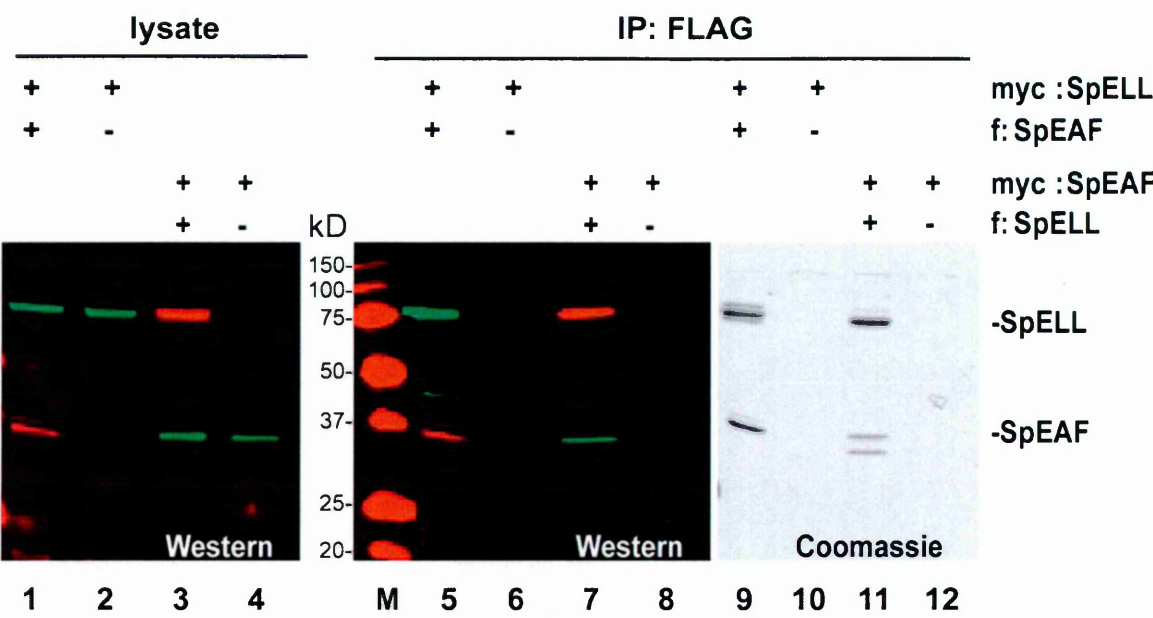 lysate IP: FLAG
+ + + + + + myc :SpELL
+ - + - + - f: SpEAF
+ + + + + + myc :SpEAF
+ - kD + - + - f: SpELL
150-
100-
75- -SpELL
50-
37- -SpEAF
25-
20- Western Western Coomassie
1 2 3 4 M 5 6 7 8 9 10 11 12